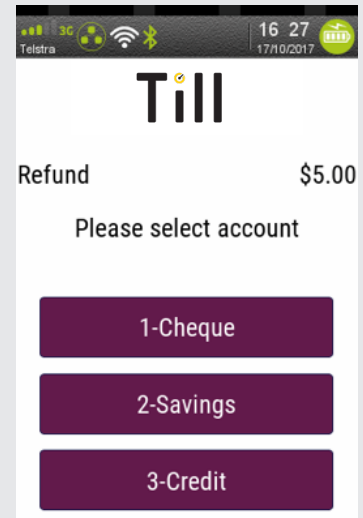 3G 16 27
Telstra 17/10/2017
Till
Refund $5.00
Please select account
1-Cheque
2-Savings
3-Credit